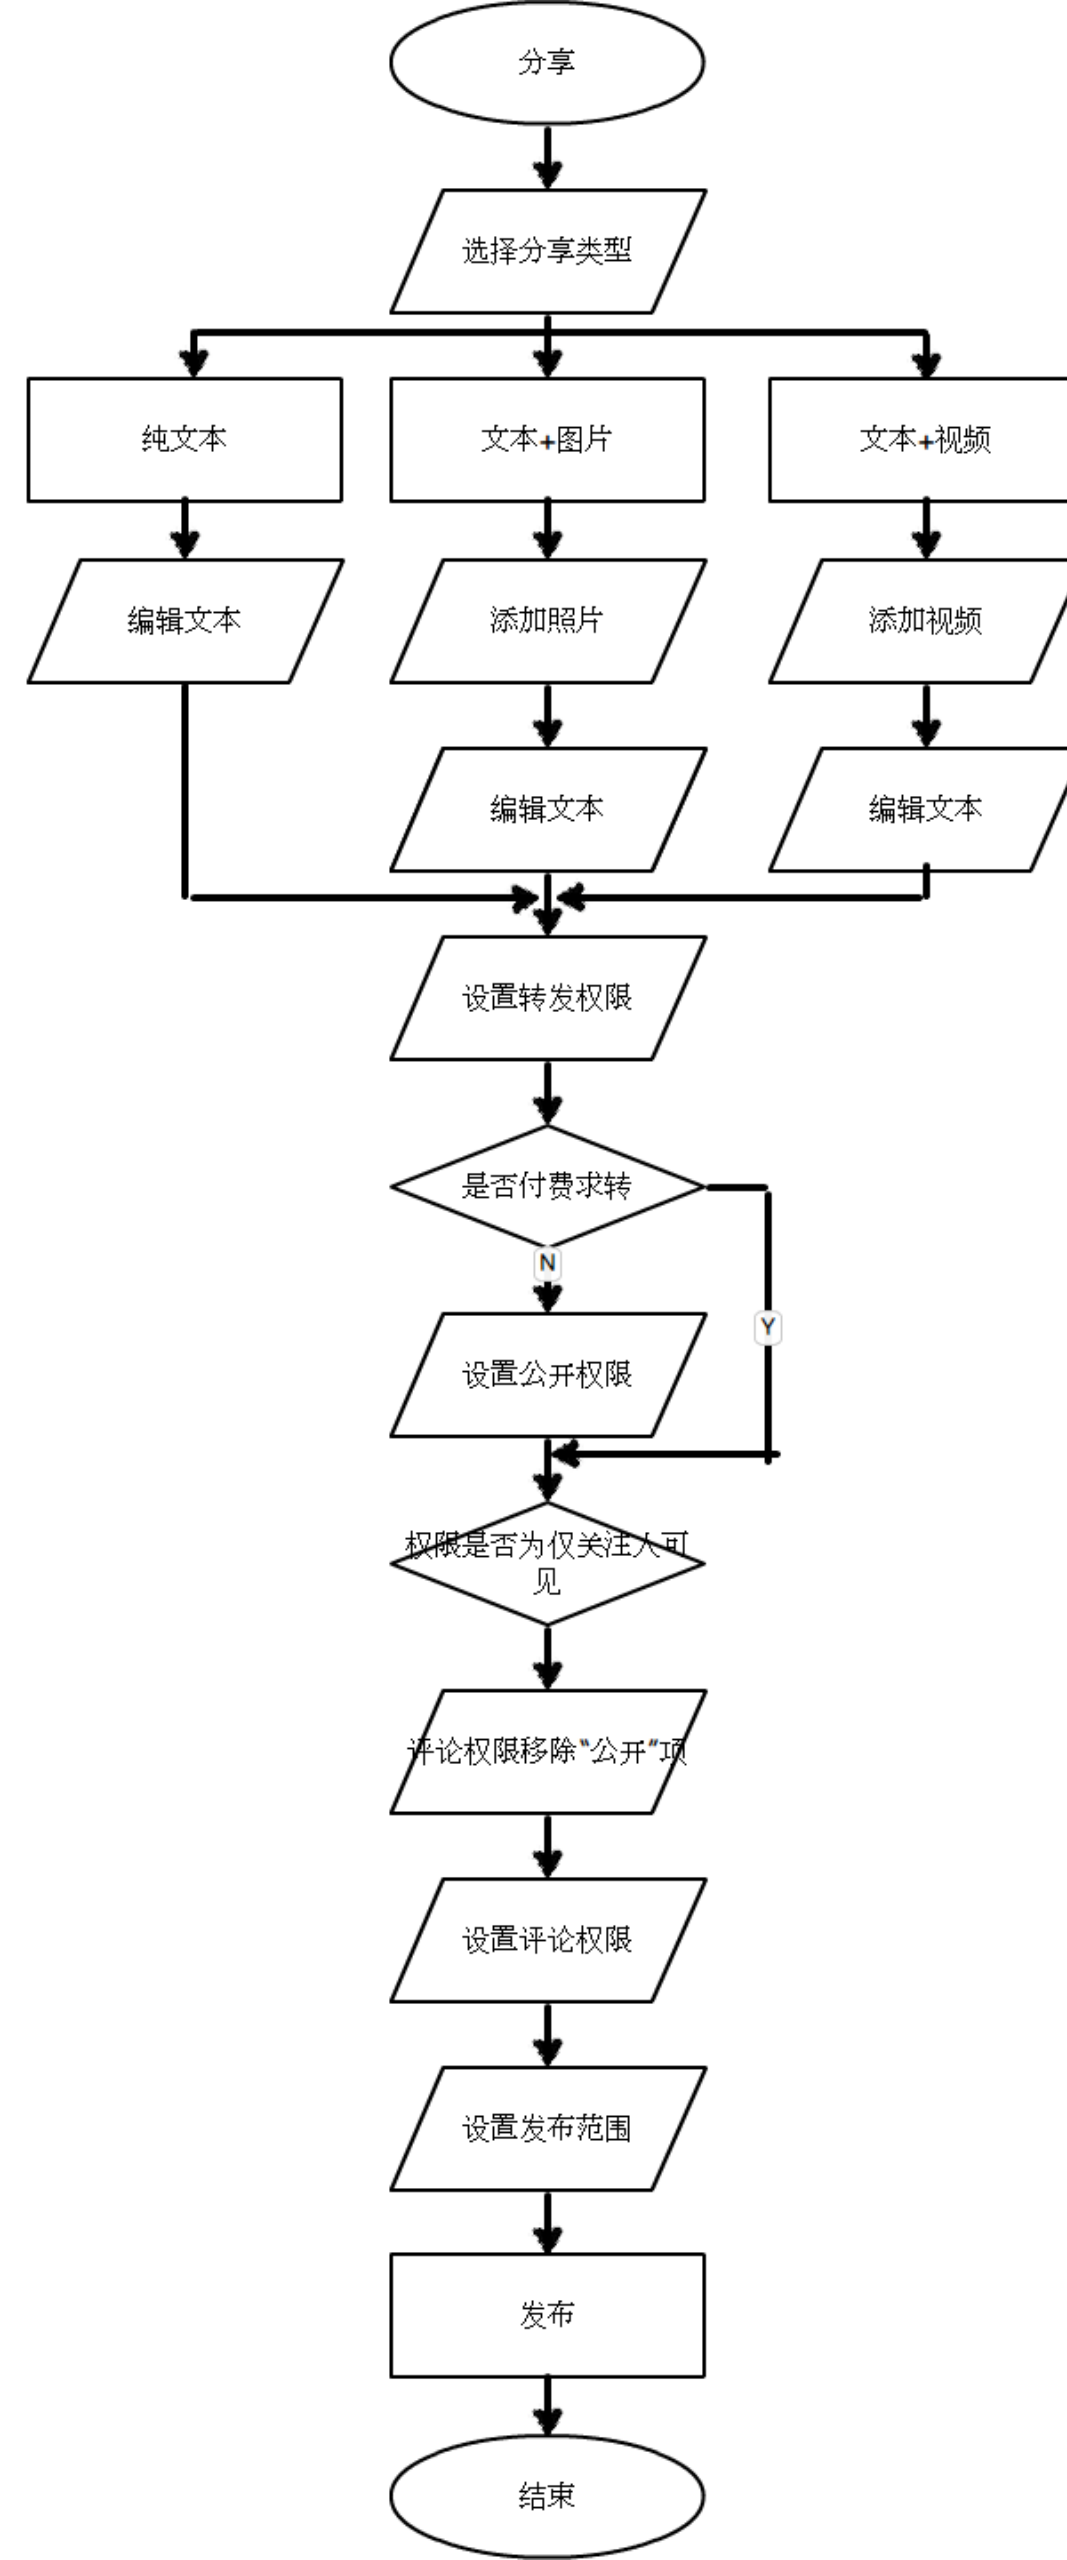 分享
选择分享类型
纯文本
文本+图片
文本+视频
编辑文本
添加照片
添加视频
编辑文本
编辑文本
设置转发权限
是否付费求转
N
Y
设置公开权限
权限是否为仅关注人可
见
评论权限移除“公开”项
设置评论权限
设置发布范围
发布
结束